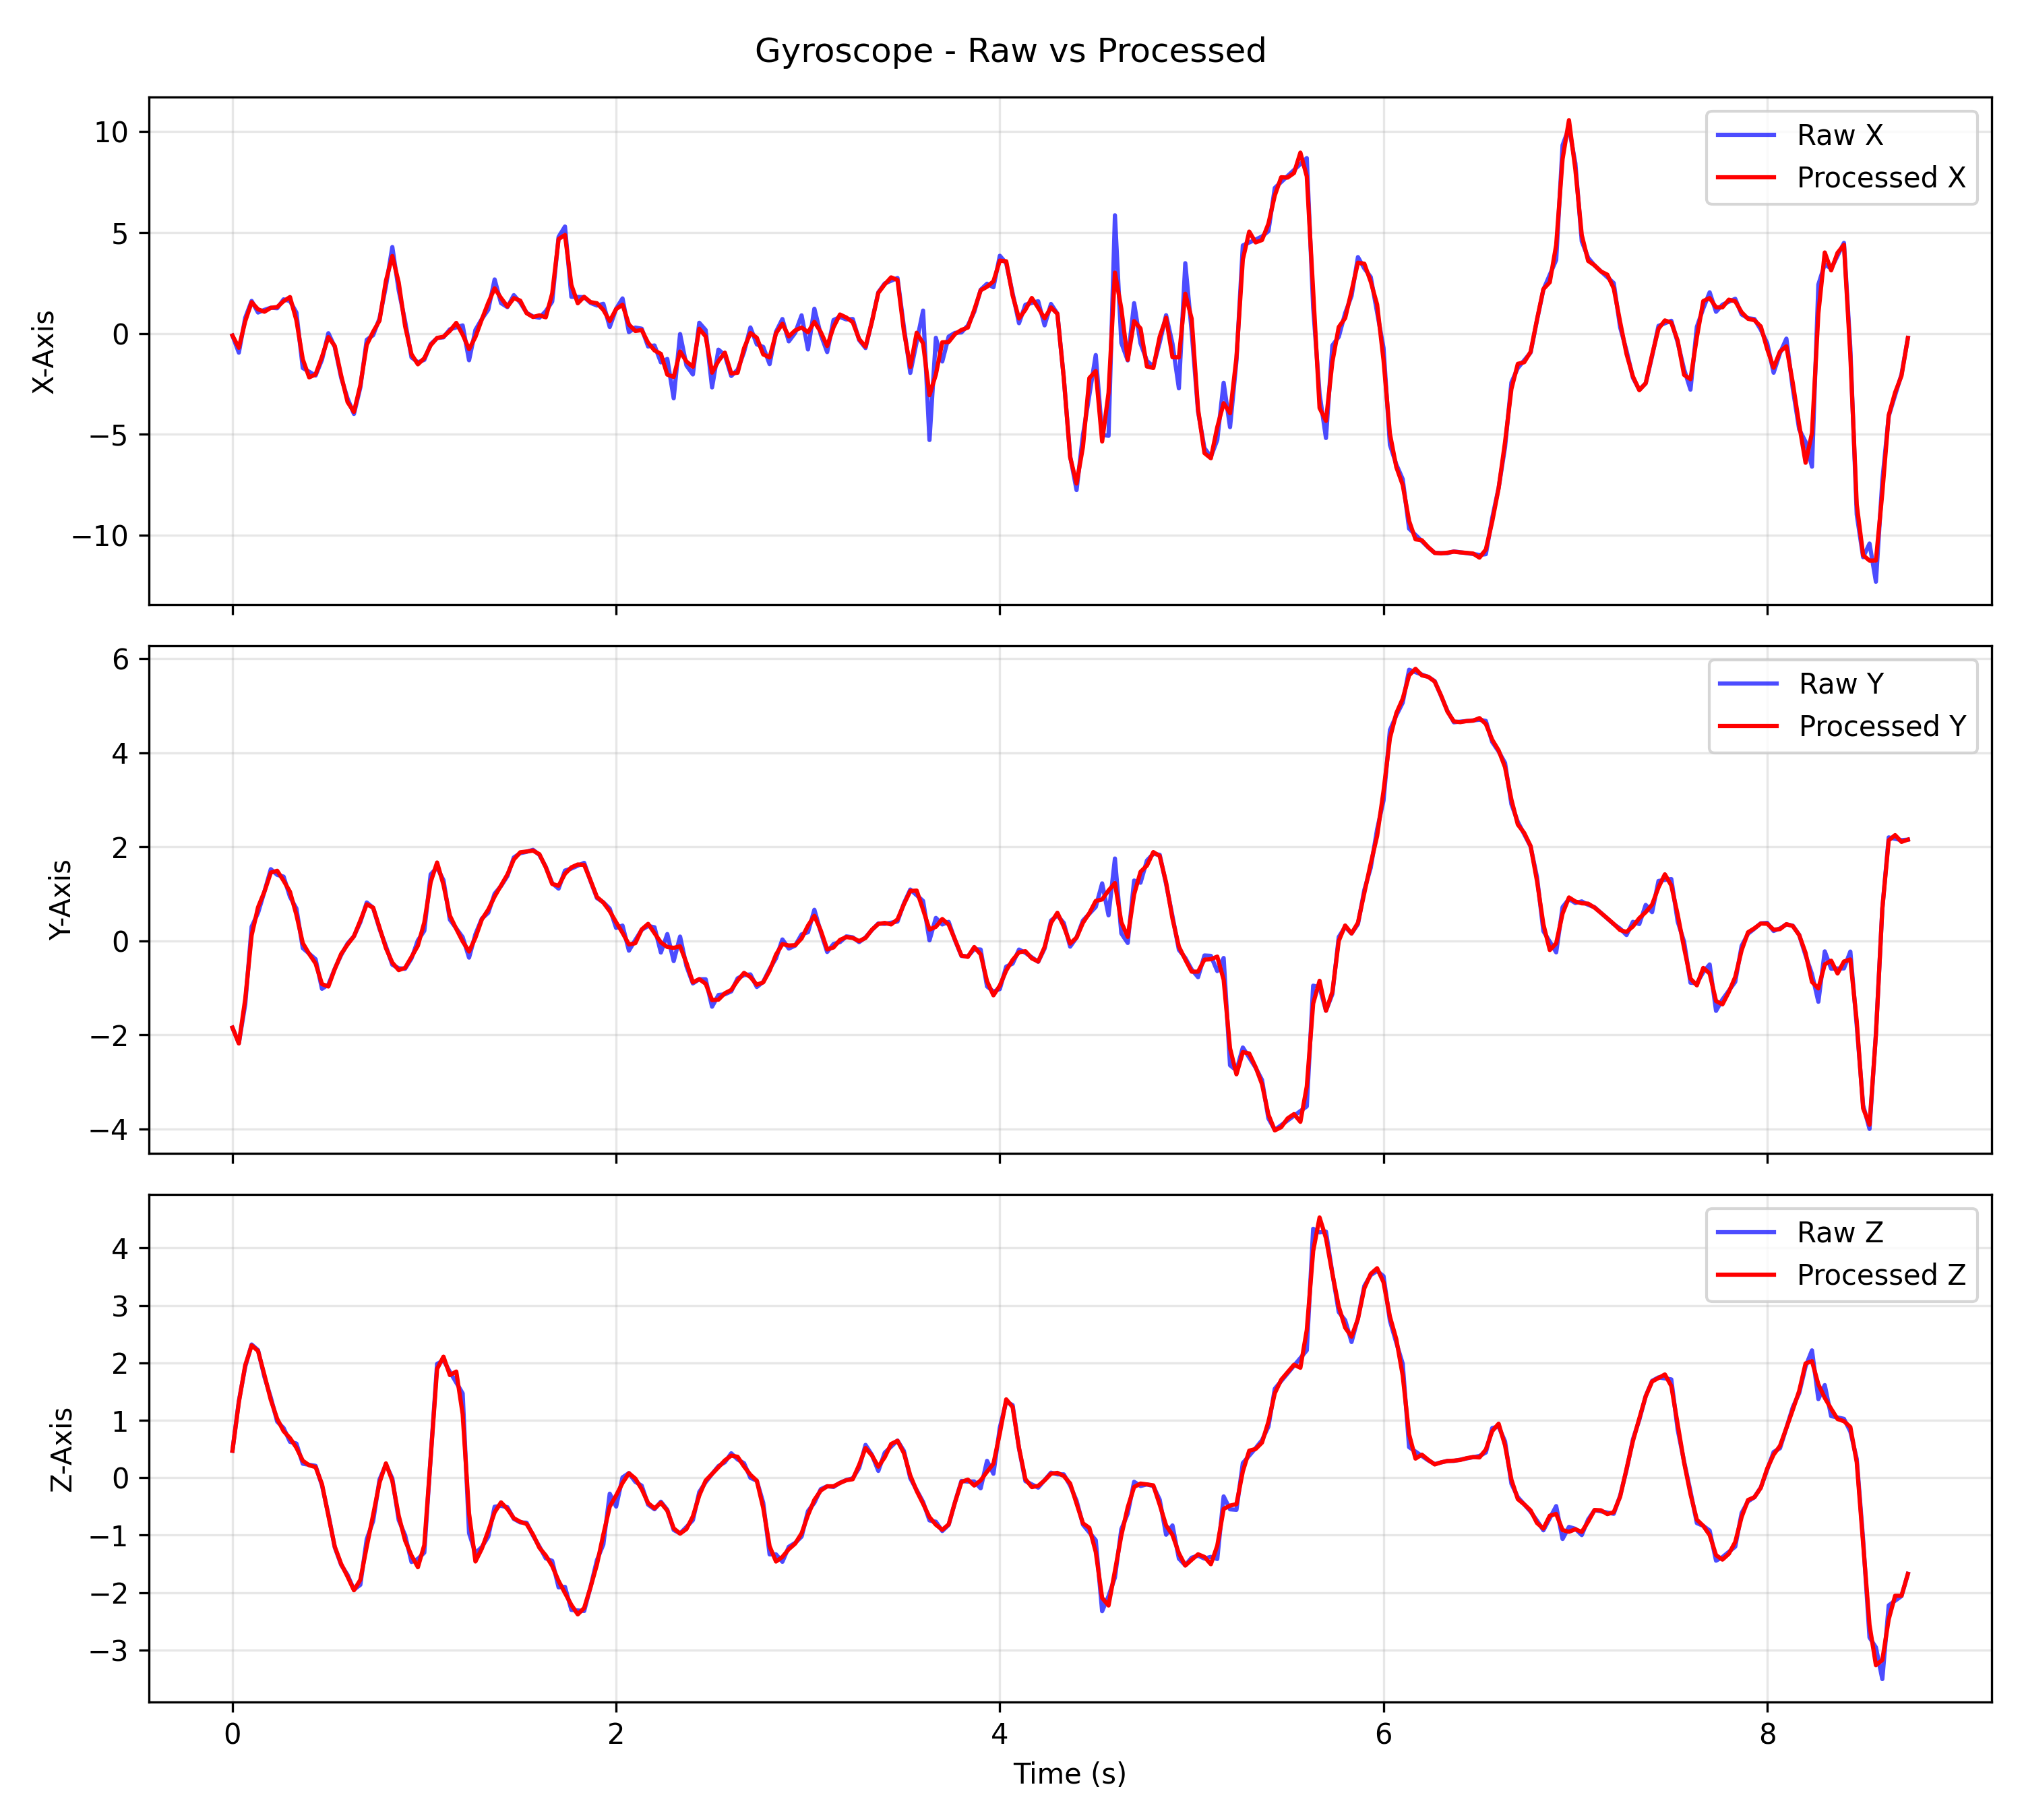 Gyroscope - Raw vs Processed
Raw X
Processed X
X-Axis
10
5
0
−5
−10
Raw Y
Processed Y
Y-Axis
6
4
2
0
−2
−4
Raw Z
Processed Z
Z-Axis
4
3
2
1
0
−1
−2
−3
0 2 4 6 8
Time (s)